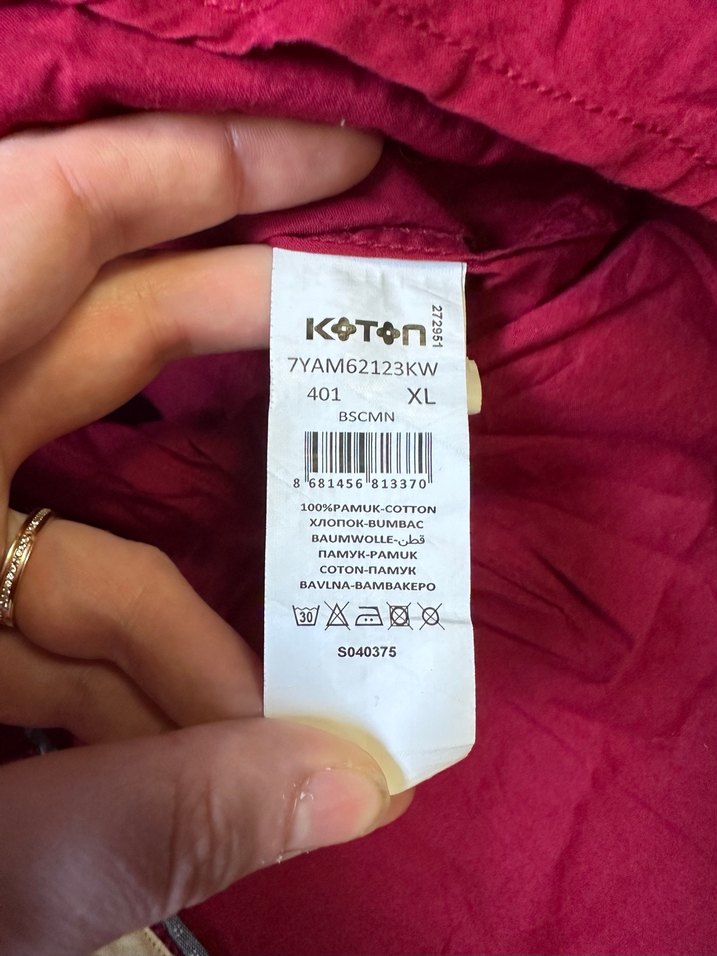 KOTON
272951
7YAM62123KW
401 XL
BSCMN
8 681456 813370
100%PAMUK-COTTON
ХЛОПОК-BUMBAC
BAUMWOLLE-قطن
ПАМУК-PAMUK
COTON-ПАМУК
BAVLNA-BAMBAKEPO
30
S040375